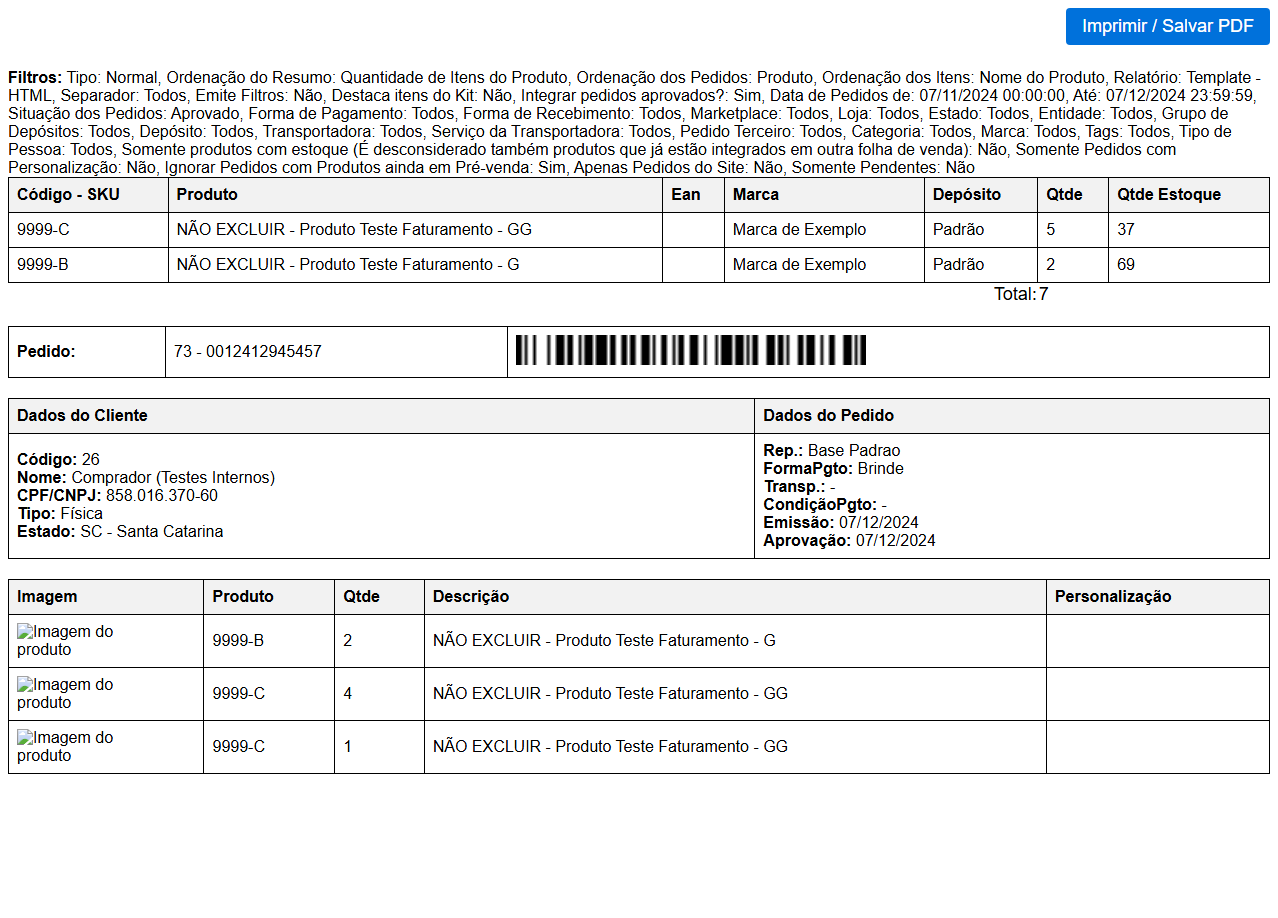 Imprimir / Salvar PDF
Filtros: Tipo: Normal, Ordenação do Resumo: Quantidade de Itens do Produto, Ordenação dos Pedidos: Produto, Ordenação dos Itens: Nome do Produto, Relatório: Template -
HTML, Separador: Todos, Emite Filtros: Não, Destaca itens do Kit: Não, Integrar pedidos aprovados?: Sim, Data de Pedidos de: 07/11/2024 00:00:00, Até: 07/12/2024 23:59:59,
Situação dos Pedidos: Aprovado, Forma de Pagamento: Todos, Forma de Recebimento: Todos, Marketplace: Todos, Loja: Todos, Estado: Todos, Entidade: Todos, Grupo de
Depósitos: Todos, Depósito: Todos, Transportadora: Todos, Serviço da Transportadora: Todos, Pedido Terceiro: Todos, Categoria: Todos, Marca: Todos, Tags: Todos, Tipo de
Pessoa: Todos, Somente produtos com estoque (É desconsiderado também produtos que já estão integrados em outra folha de venda): Não, Somente Pedidos com
Personalização: Não, Ignorar Pedidos com Produtos ainda em Pré-venda: Sim, Apenas Pedidos do Site: Não, Somente Pendentes: Não
Código - SKU Produto Ean Marca Depósito Qtde Qtde Estoque
9999-C NÃO EXCLUIR - Produto Teste Faturamento - GG Marca de Exemplo Padrão 5 37
9999-B NÃO EXCLUIR - Produto Teste Faturamento - G Marca de Exemplo Padrão 2 69
Total: 7
Pedido: 73 - 0012412945457
Dados do Cliente Dados do Pedido
Código: 26
Nome: Comprador (Testes Internos)
CPF/CNPJ: 858.016.370-60
Tipo: Física
Estado: SC - Santa Catarina
Rep.: Base Padrao
FormaPgto: Brinde
Transp.: -
CondiçãoPgto: -
Emissão: 07/12/2024
Aprovação: 07/12/2024
Imagem Produto Qtde Descrição Personalização
Imagem do
produto
9999-B 2 NÃO EXCLUIR - Produto Teste Faturamento - G
Imagem do
produto
9999-C 4 NÃO EXCLUIR - Produto Teste Faturamento - GG
Imagem do
produto
9999-C 1 NÃO EXCLUIR - Produto Teste Faturamento - GG